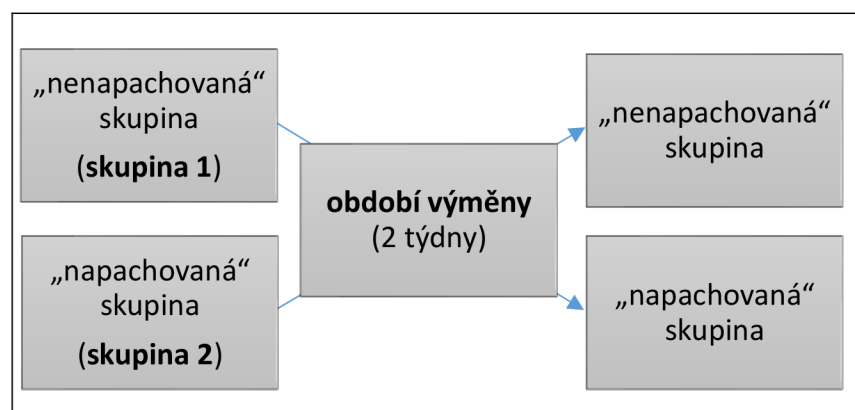 „nenapachovaná“
skupina
(skupina 1)
„napachovaná“
skupina
(skupina 2)
období výměny
(2 týdny)
„nenapachovaná“
skupina
„napachovaná“
skupina